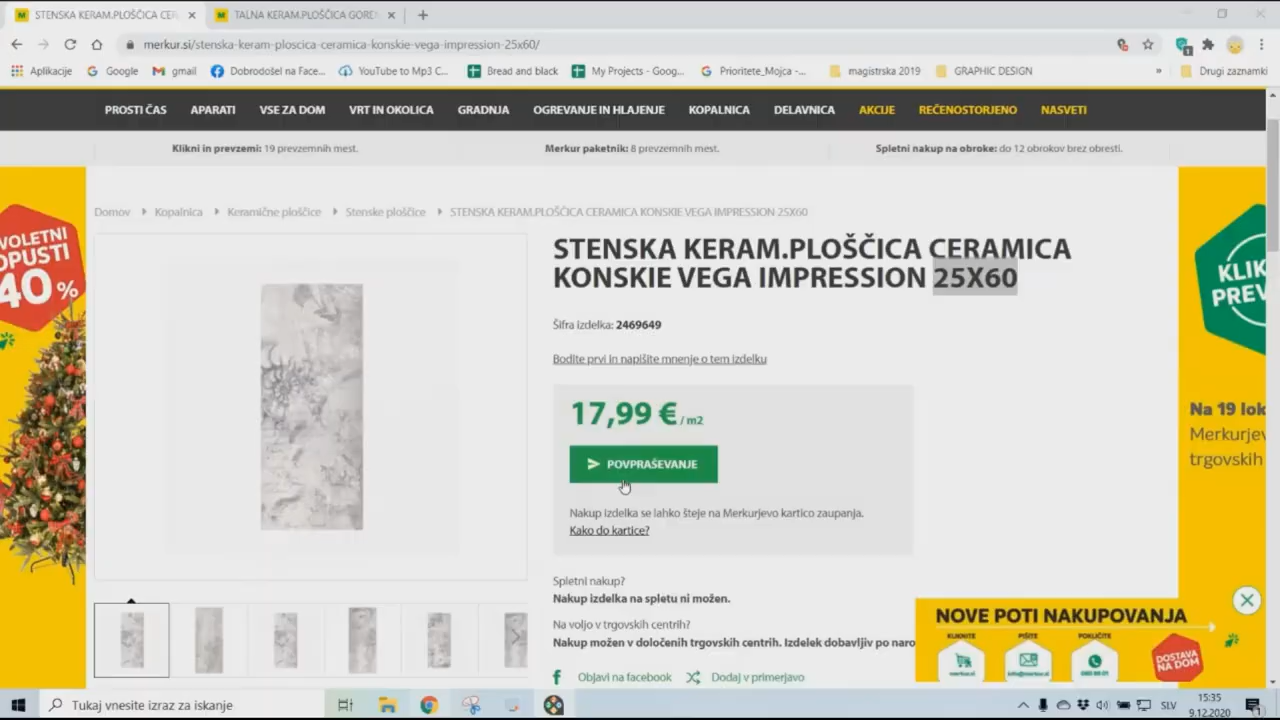 STENSKA KERAM.PLOŠČICA CER
TALNA KERAM.PLOŠČICA GOREN
merkur.si/stenska-keram-ploscica-ceramica-konskie-vega-impression-25x60/
Aplikacije
Google
gmail
Dobrodošel na Face...
YouTube to Mp3 C...
Bread and black
My Projects - Goog...
Prioritete_Mojca -...
magistrska 2019
GRAPHIC DESIGN
»
Drugi zaznamki
PROSTI ČAS
APARATI
VSE ZA DOM
VRT IN OKOLICA
GRADNJA
OGREVANJE IN HLAJENJE
KOPALNICA
DELAVNICA
AKCIJE
REČENOSTORJENO
NASVETI
Klikni in prevzemi: 19 prevzemnih mest.
Merkur paketnik: 8 prevzemnih mest.
Spletni nakup na obroke: do 12 obrokov brez obresti.
Domov
Kopalnica
Keramične ploščice
Stenske ploščice
STENSKA KERAM.PLOŠČICA CERAMICA KONSKIE VEGA IMPRESSION 25X60
VOLETNI
OPUSTI
40 %
STENSKA KERAM.PLOŠČICA CERAMICA
KONSKIE VEGA IMPRESSION 25X60
Šifra izdelka: 2469649
Bodite prvi in napišite mnenje o tem izdelku
17,99 € / m2
POVPRAŠEVANJE
Nakup izdelka se lahko šteje na Merkurjevo kartico zaupanja.
Kako do kartice?
Spletni nakup?
Nakup izdelka na spletu ni možen.
Na voljo v trgovskih centrih?
Nakup možen v določenih trgovskih centrih. Izdelek dobavljiv po naro
Objavi na facebook
Dodaj v primerjavo
KLIK
PREV
Na 19 lok
Merkurjev
trgovskih
NOVE POTI NAKUPOVANJA
KLIKNITE
PIŠITE
POKLIČITE
merkur.si
DOSTAVA
NA DOM
Tukaj vnesite izraz za iskanje
SLV
15:35
9.12.2020
1